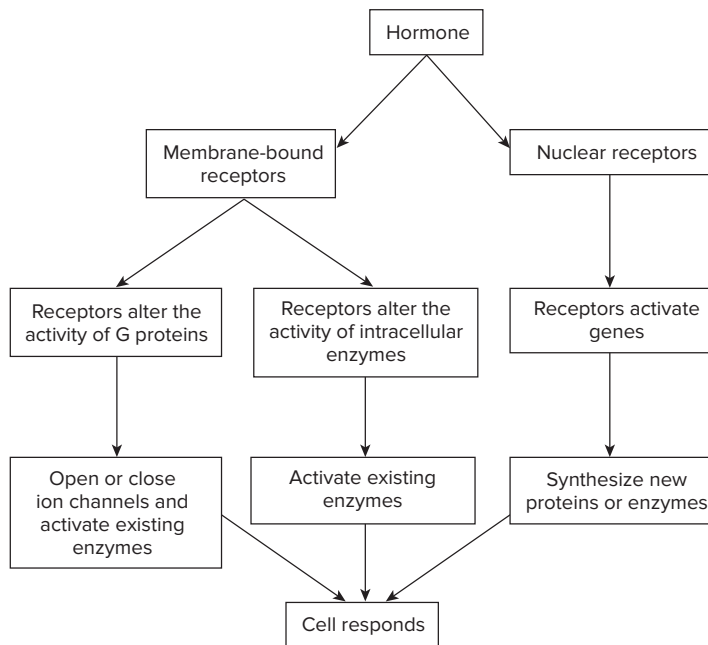 Hormone
Membrane-bound
receptors
Nuclear receptors
Receptors alter the
activity of G proteins
Receptors alter the
activity of intracellular
enzymes
Receptors activate
genes
Open or close
ion channels and
activate existing
enzymes
Activate existing
enzymes
Synthesize new
proteins or enzymes
Cell responds